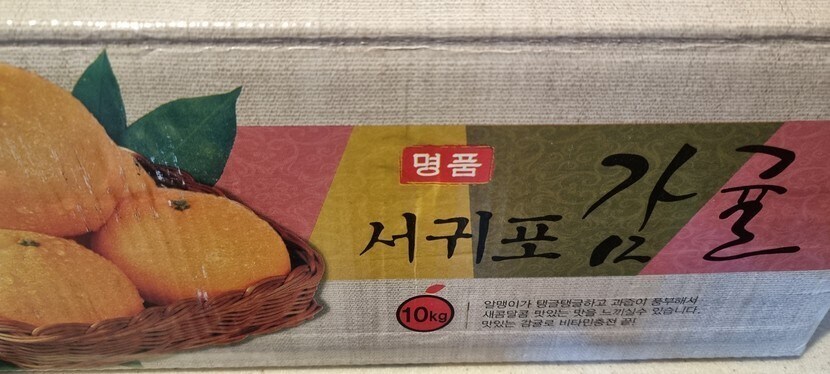 명품
서귀포 감귤
10kg
알맹이가 탱글탱글하고 과즙이 풍부해서
새콤달콩 맛있는 맛을 느끼실수 있습니다.
맛있는 감귤로 비타민충전 끝!